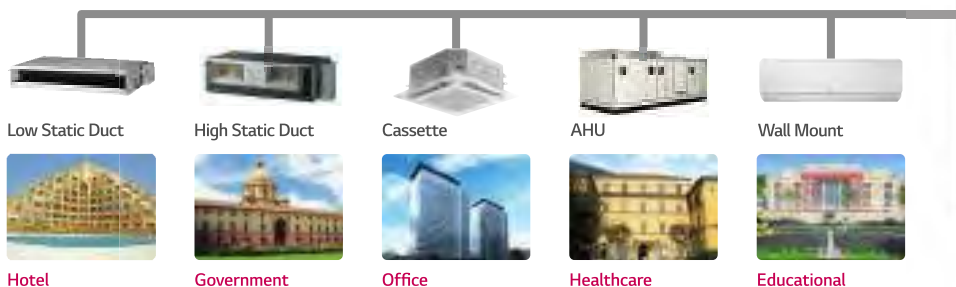 Low Static Duct
High Static Duct
Cassette
AHU
Wall Mount
Hotel
Government
Office
Healthcare
Educational